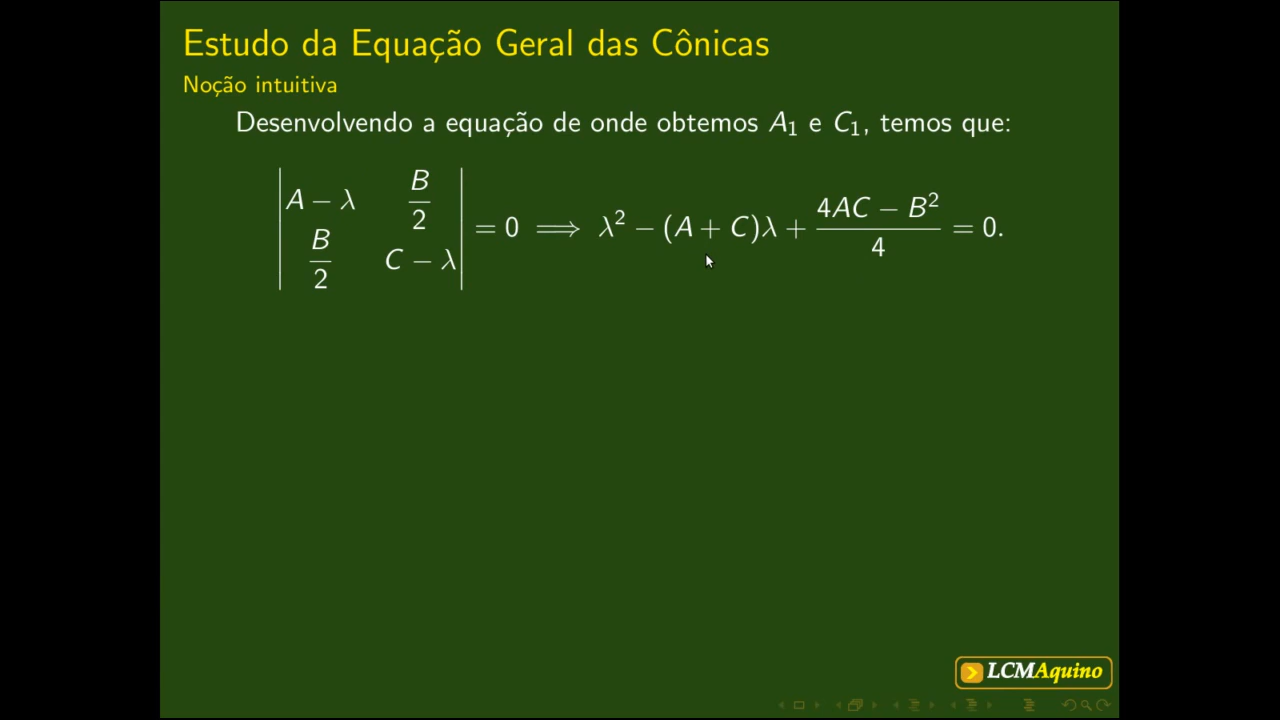 Estudo da Equação Geral das Cônicas
Noção intuitiva
Desenvolvendo a equação de onde obtemos A₁ e C₁, temos que:
|A − λ  B/2; B/2  C − λ| = 0 ⟹ λ² − (A + C)λ + (4AC − B²)/4 = 0.
LCMAquino